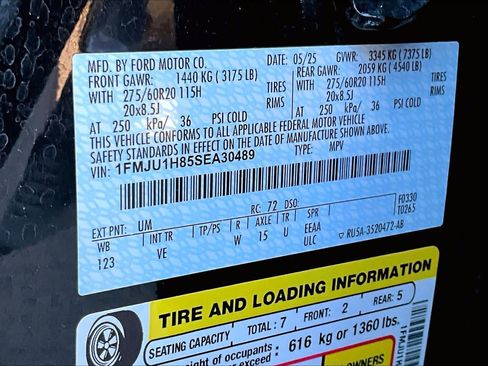 MFD. BY FORD MOTOR CO. DATE: 05/25 GVWR: 3345 KG (7375 LB)
FRONT GAWR: 1440 KG (3175 LB) REAR GAWR: 2059 KG (4540 LB)
WITH 275/60R20 115H TIRES WITH 275/60R20 115H TIRES
20x8.5J RIMS 20x8.5J RIMS
AT 250 kPa/ 36 PSI COLD AT 250 kPa/ 36 PSI COLD
THIS VEHICLE CONFORMS TO ALL APPLICABLE FEDERAL MOTOR VEHICLE
SAFETY STANDARDS IN EFFECT ON THE DATE OF MANUFACTURE SHOWN ABOVE.
VIN: 1FMJU1H85SEA30489 TYPE: MPV
EXT PNT: UM RC: 72 DSO: F0330
WB INT TR TP/PS R AXLE TR SPR T0265
123 VE W 15 U EEAA
ULC RU5A-3520472-AB
TIRE AND LOADING INFORMATION
SEATING CAPACITY TOTAL: 7 FRONT: 2 REAR: 5
weight of occupants 616 kg or 1360 lbs.
OWNERS
1FMJU1H